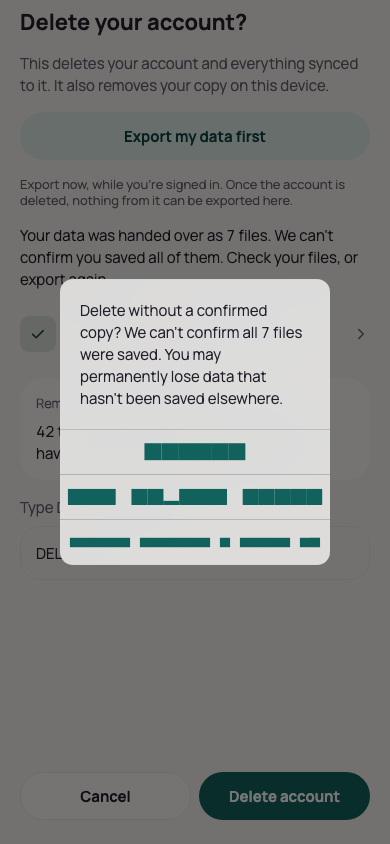 Delete your account?
This deletes your account and everything synced
to it. It also removes your copy on this device.
Export my data first
Export now, while you're signed in. Once the account is
deleted, nothing from it can be exported here.
Your data was handed over as 7 files. We can't
confirm you saved all of them. Check your files, or
export again.
Delete without a confirmed
copy? We can't confirm all 7 files
were saved. You may
permanently lose data that
hasn't been saved elsewhere.
42
Type
Cancel
Delete account